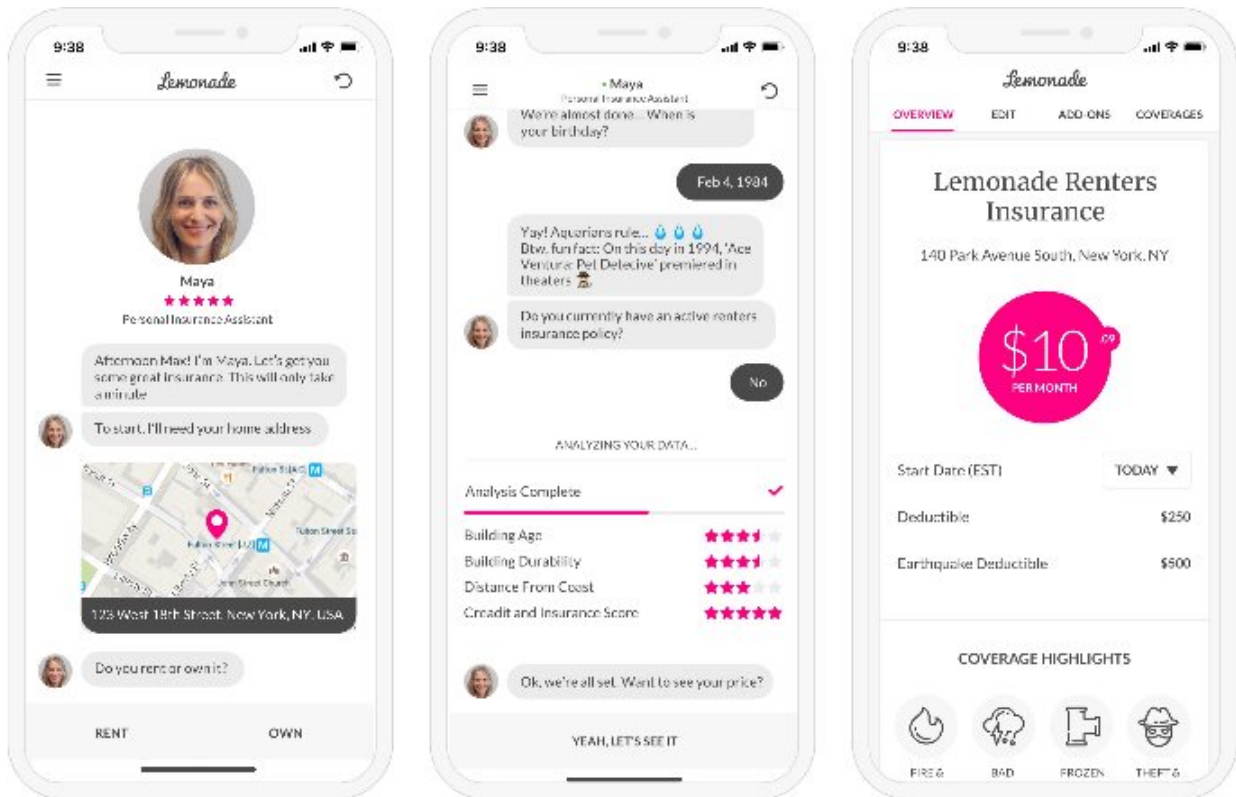 9:38
Lemonade
Maya
Personal Insurance Assistant
Afternoon Max! I'm Maya. Let's get you
some great insurance. This will only take
a minute
To start, I'll need your home address
Fulton Street
John Street Church
123 West 18th Street, New York, NY, USA
Do you rent or own it?
RENT OWN
9:38
Maya
Personal Insurance Assistant
We're almost done... When is
your birthday?
Feb 4, 1984
Yay! Aquarians rule... 💧 💧 💧
Btw, fun fact: On this day in 1994, 'Ace
Ventura: Pet Detecive' premiered in
theaters 🕵
Do you currently have an active renters
insurance policy?
No
ANALYZING YOUR DATA...
Analysis Complete
Building Age
Building Durability
Distance From Coast
Creadit and Insurance Score
Ok, we're all set. Want to see your price?
YEAH, LET'S SEE IT
9:38
Lemonade
OVERVIEW EDIT ADD-ONS COVERAGES
Lemonade Renters
Insurance
140 Park Avenue South, New York, NY
$10 .09
PER MONTH
Start Date (EST) TODAY ▼
Deductible $250
Earthquake Deductible $500
COVERAGE HIGHLIGHTS
FIRE & BAD FROZEN THEFT &